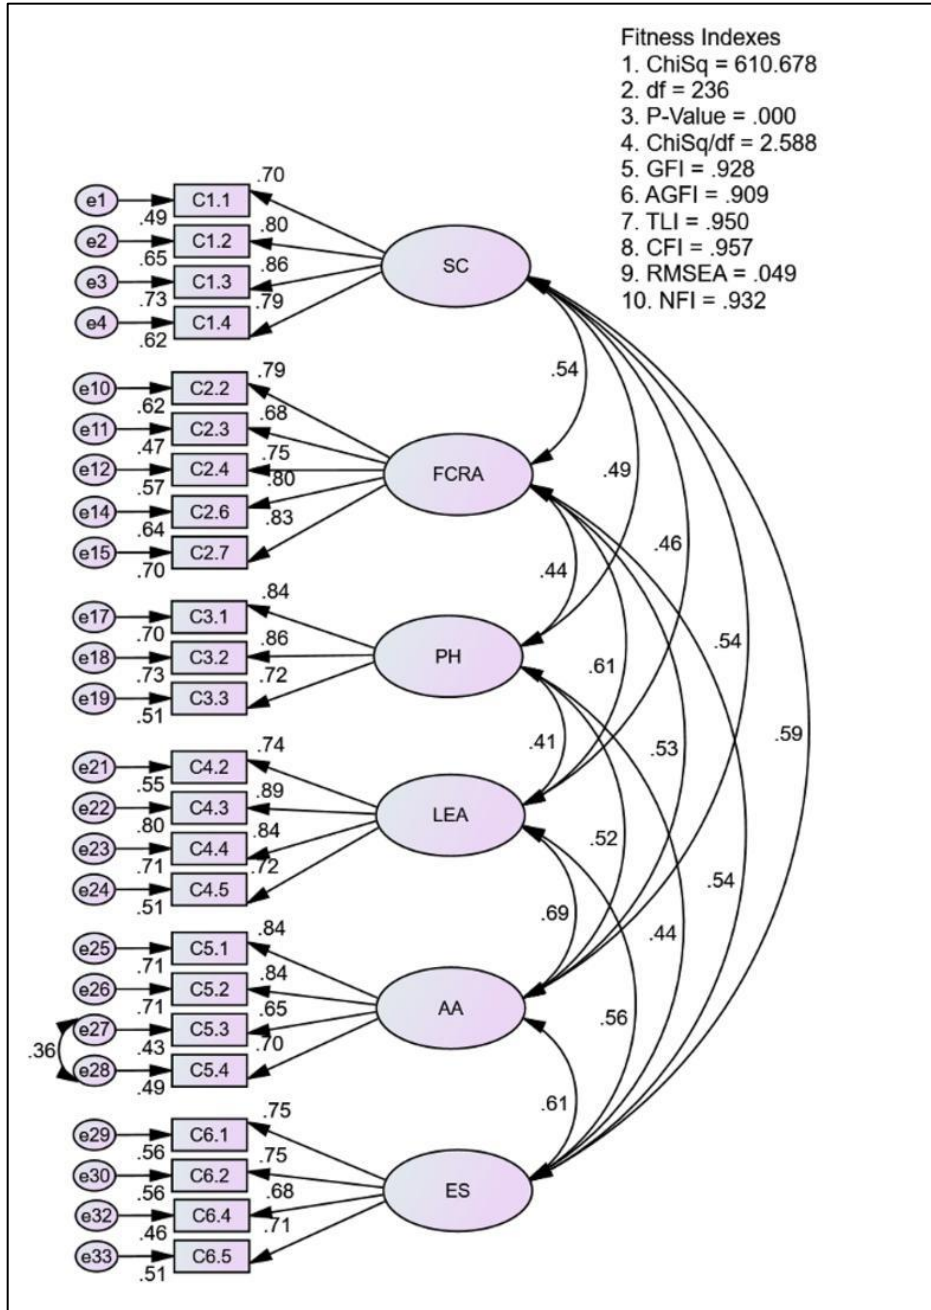 Fitness Indexes
1. ChiSq = 610.678
2. df = 236
3. P-Value = .000
4. ChiSq/df = 2.588
5. GFI = .928
6. AGFI = .909
7. TLI = .950
8. CFI = .957
9. RMSEA = .049
10. NFI = .932
.70
e1
C1.1
.49
.80
e2
C1.2
.65
.86
e3
C1.3
.73
.79
e4
C1.4
.62
SC
.54
.79
e10
C2.2
.62
.68
e11
C2.3
.47
.75
e12
C2.4
.57
.80
e14
C2.6
.64
.83
e15
C2.7
.70
FCRA
.49
.44
.46
.84
e17
C3.1
.70
.86
e18
C3.2
.73
.72
e19
C3.3
.51
PH
.61
.54
.41
.53
.59
.74
e21
C4.2
.55
.89
e22
C4.3
.80
.84
e23
C4.4
.71
.72
e24
C4.5
.51
LEA
.52
.54
.69
.44
.84
e25
C5.1
.71
.84
e26
C5.2
.71
.65
e27
C5.3
.43
.70
.36
e28
C5.4
.49
AA
.56
.61
.75
e29
C6.1
.56
.75
e30
C6.2
.56
.68
e32
C6.4
.46
.71
e33
C6.5
.51
ES